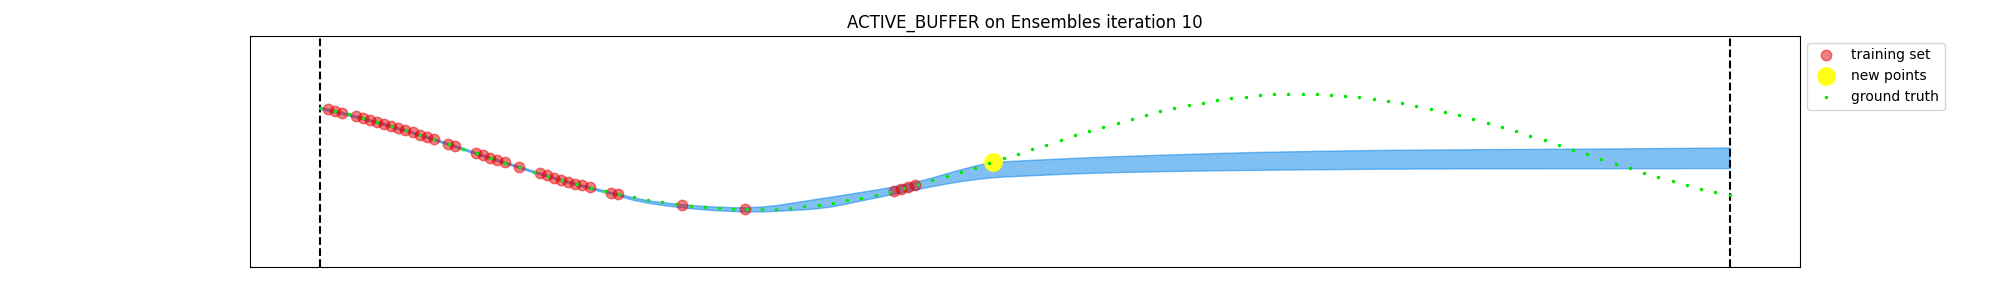 ACTIVE_BUFFER on Ensembles iteration 10
training set
new points
ground truth